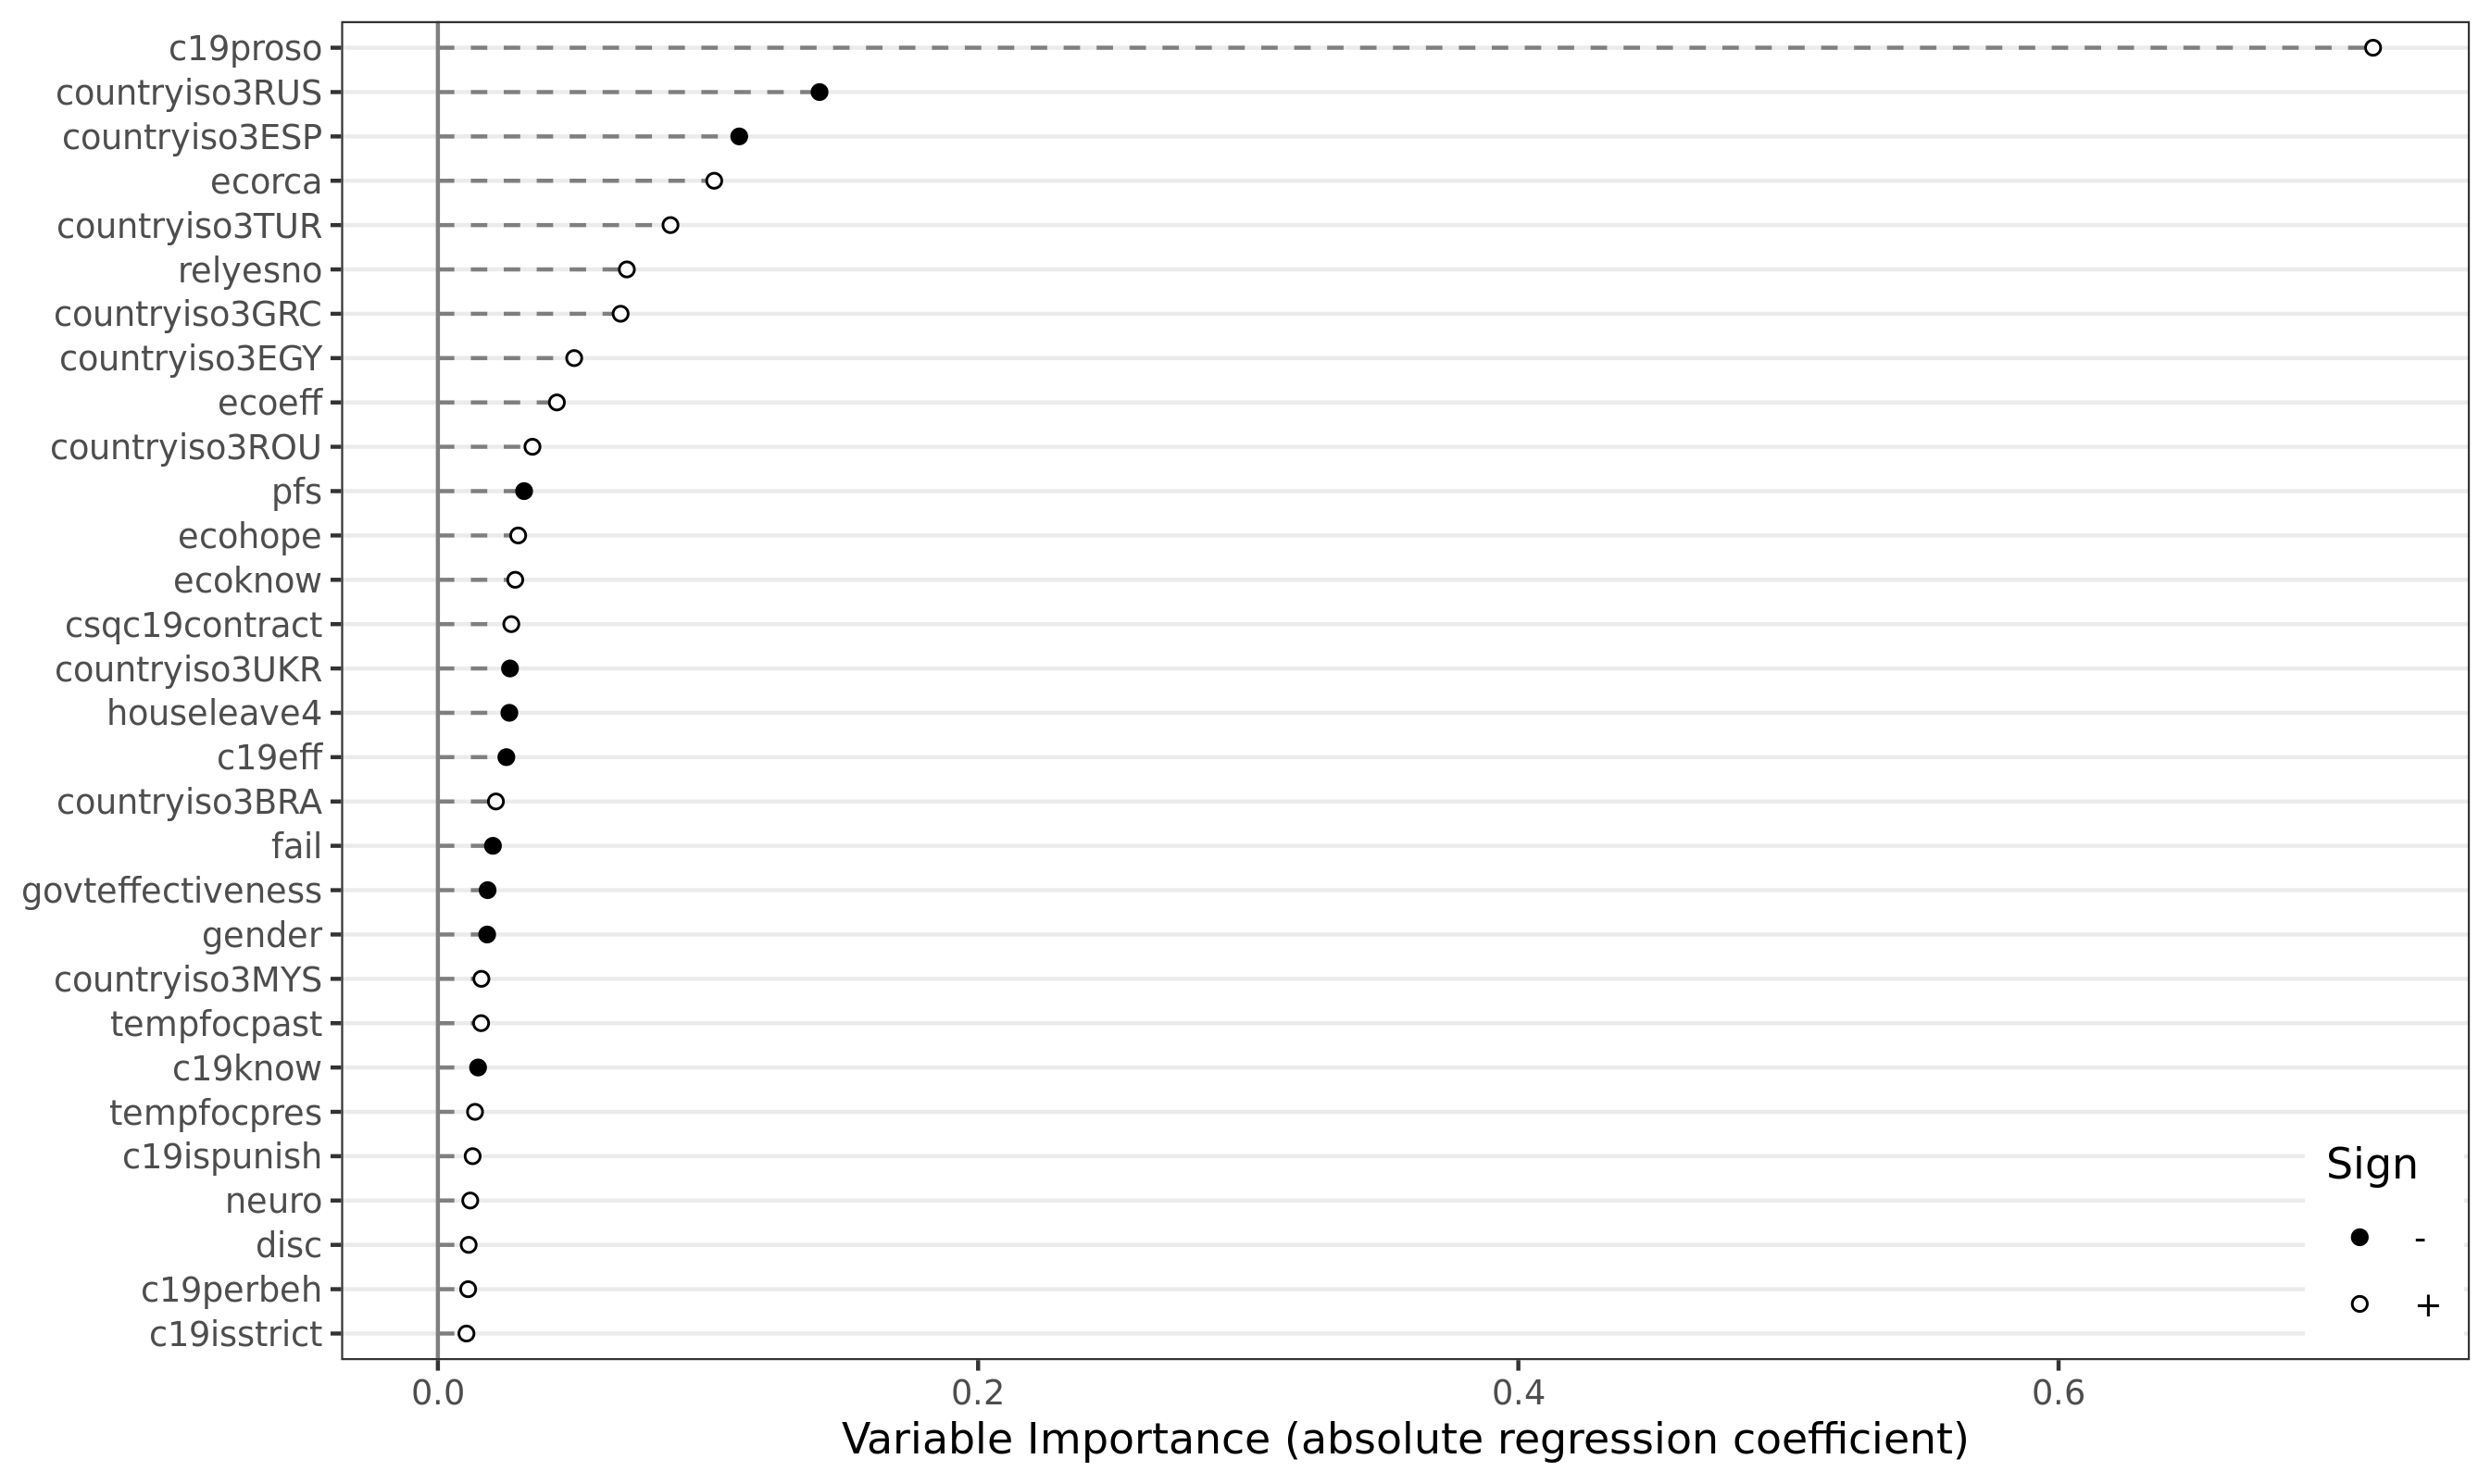 c19proso
countryiso3RUS
countryiso3ESP
ecorca
countryiso3TUR
relyesno
countryiso3GRC
countryiso3EGY
ecoeff
countryiso3ROU
pfs
ecohope
ecoknow
csqc19contract
countryiso3UKR
houseleave4
c19eff
countryiso3BRA
fail
govteffectiveness
gender
countryiso3MYS
tempfocpast
c19know
tempfocpres
c19ispunish
neuro
disc
c19perbeh
c19isstrict
Sign
-
+
0.0 0.2 0.4 0.6
Variable Importance (absolute regression coefficient)